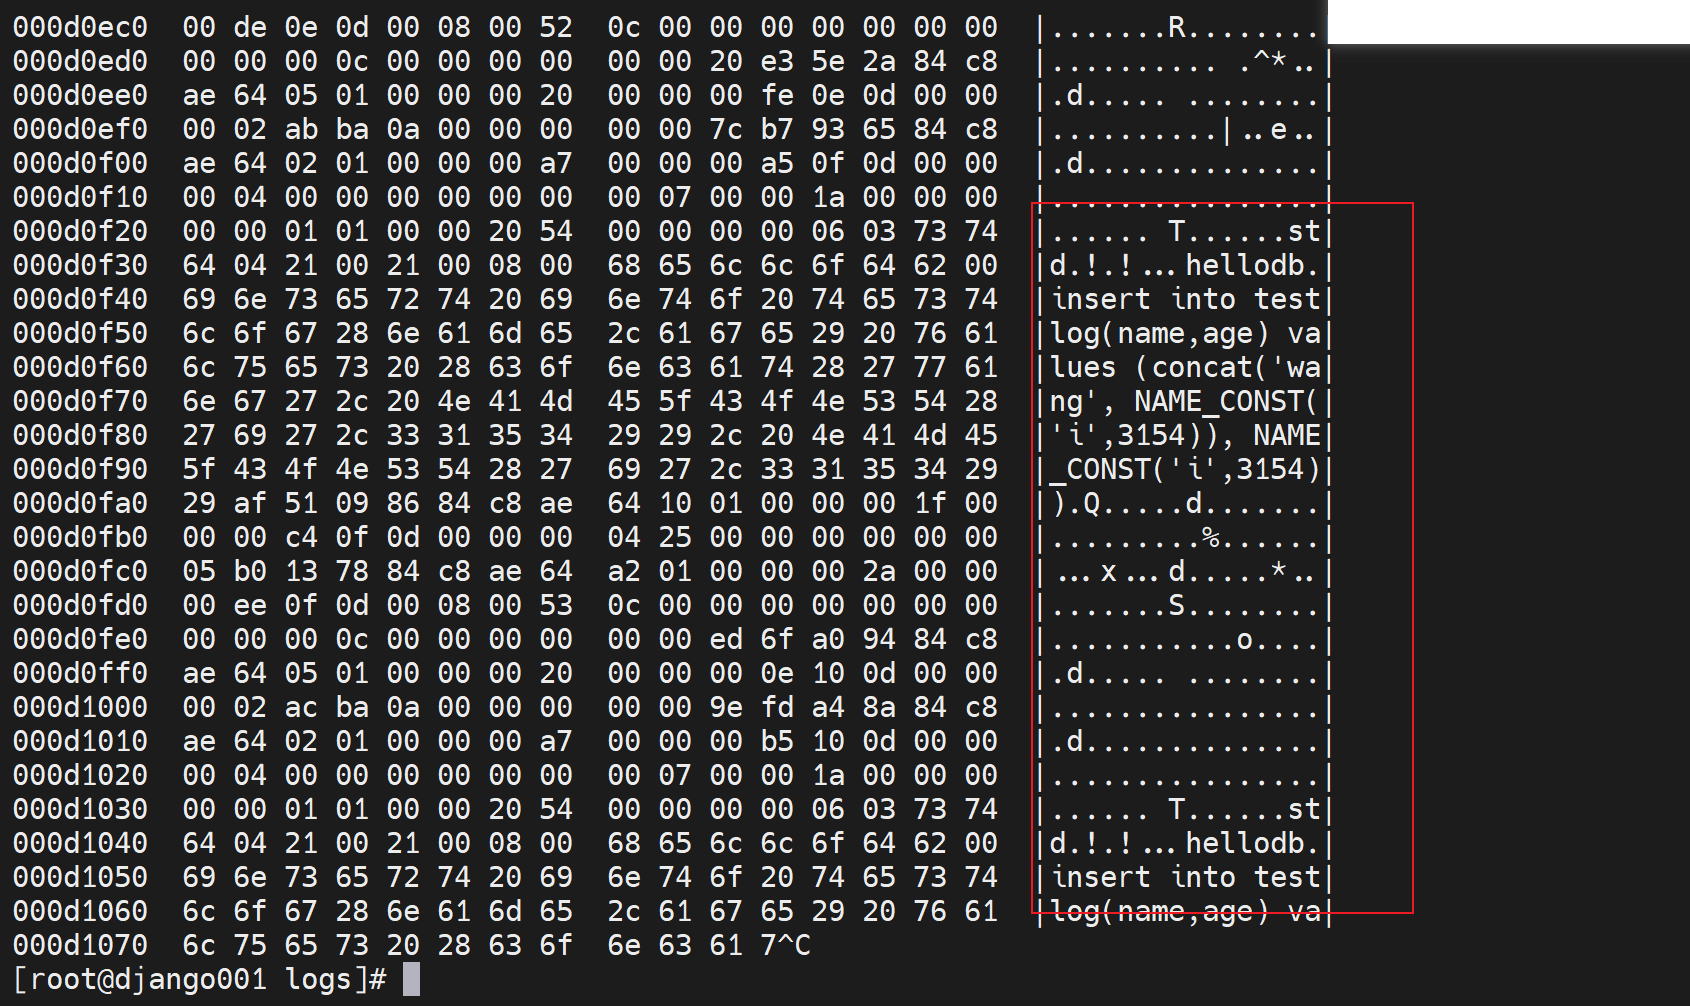 000d0ec0  00 de 0e 0d 00 08 00 52  0c 00 00 00 00 00 00 00  |.......R........
000d0ed0  00 00 00 0c 00 00 00 00  00 00 20 e3 5e 2a 84 c8  |.......... .^*..|
000d0ee0  ae 64 05 01 00 00 00 20  00 00 00 fe 0e 0d 00 00  |.d..... ........|
000d0ef0  00 02 ab ba 0a 00 00 00  00 00 7c b7 93 65 84 c8  |..........|..e..|
000d0f00  ae 64 02 01 00 00 00 a7  00 00 00 a5 0f 0d 00 00  |.d..............|
000d0f10  00 04 00 00 00 00 00 00  00 07 00 00 1a 00 00 00  |................|
000d0f20  00 00 01 01 00 00 20 54  00 00 00 00 06 03 73 74  |...... T......st|
000d0f30  64 04 21 00 21 00 08 00  68 65 6c 6c 6f 64 62 00  |d.!.!...hellodb.|
000d0f40  69 6e 73 65 72 74 20 69  6e 74 6f 20 74 65 73 74  |insert into test|
000d0f50  6c 6f 67 28 6e 61 6d 65  2c 61 67 65 29 20 76 61  |log(name,age) va|
000d0f60  6c 75 65 73 20 28 63 6f  6e 63 61 74 28 27 77 61  |lues (concat('wa|
000d0f70  6e 67 27 2c 20 4e 41 4d  45 5f 43 4f 4e 53 54 28  |ng', NAME_CONST(|
000d0f80  27 69 27 2c 33 31 35 34  29 29 2c 20 4e 41 4d 45  |'i',3154)), NAME|
000d0f90  5f 43 4f 4e 53 54 28 27  69 27 2c 33 31 35 34 29  |_CONST('i',3154)|
000d0fa0  29 af 51 09 86 84 c8 ae  64 10 01 00 00 00 1f 00  |).Q.....d.......|
000d0fb0  00 00 c4 0f 0d 00 00 00  04 25 00 00 00 00 00 00  |.........%......|
000d0fc0  05 b0 13 78 84 c8 ae 64  a2 01 00 00 00 2a 00 00  |...x...d.....*..|
000d0fd0  00 ee 0f 0d 00 08 00 53  0c 00 00 00 00 00 00 00  |.......S........|
000d0fe0  00 00 00 0c 00 00 00 00  00 00 ed 6f a0 94 84 c8  |...........o....|
000d0ff0  ae 64 05 01 00 00 00 20  00 00 00 0e 10 0d 00 00  |.d..... ........|
000d1000  00 02 ac ba 0a 00 00 00  00 00 9e fd a4 8a 84 c8  |................|
000d1010  ae 64 02 01 00 00 00 a7  00 00 00 b5 10 0d 00 00  |.d..............|
000d1020  00 04 00 00 00 00 00 00  00 07 00 00 1a 00 00 00  |................|
000d1030  00 00 01 01 00 00 20 54  00 00 00 00 06 03 73 74  |...... T......st|
000d1040  64 04 21 00 21 00 08 00  68 65 6c 6c 6f 64 62 00  |d.!.!...hellodb.|
000d1050  69 6e 73 65 72 74 20 69  6e 74 6f 20 74 65 73 74  |insert into test|
000d1060  6c 6f 67 28 6e 61 6d 65  2c 61 67 65 29 20 76 61  |log(name,age) va|
000d1070  6c 75 65 73 20 28 63 6f  6e 63 61 7^C
[root@django001 logs]#